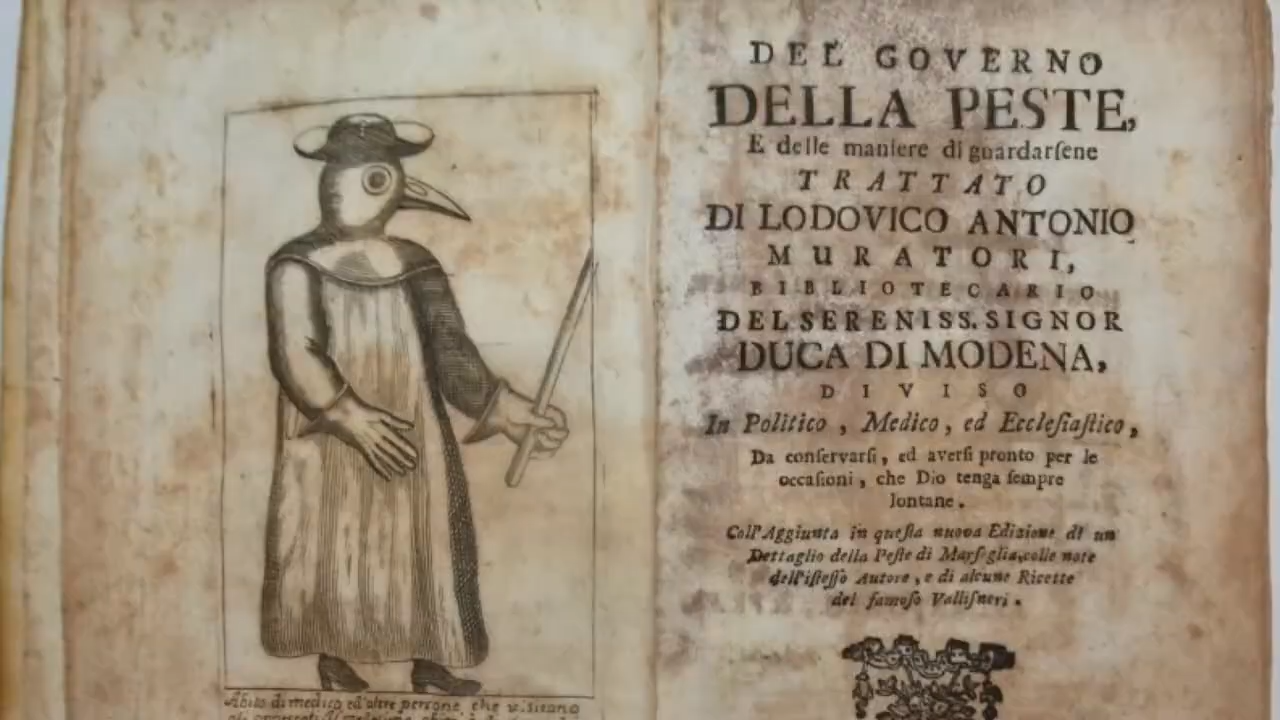 Abito di medico ed altre persone che visitano
gli appestati
DEL GOVERNO
DELLA PESTE,
E delle maniere di guardarſene
TRATTATO
DI LODOVICO ANTONIO
MURATORI,
BIBLIOTECARIO
DEL SERENISS. SIGNOR
DUCA DI MODENA,
DIVISO
In Politico, Medico, ed Eccleſiaſtico,
Da conſervarſi, ed averſi pronto per le
occaſioni, che Dio tenga ſempre
lontane.
Coll'Aggiunta in queſta nuova Edizione di un
Dettaglio della Peſte di Marſeglia, colle note
dell'iſteſſo Autore, e di alcune Ricette
del famoſo Valliſneri.